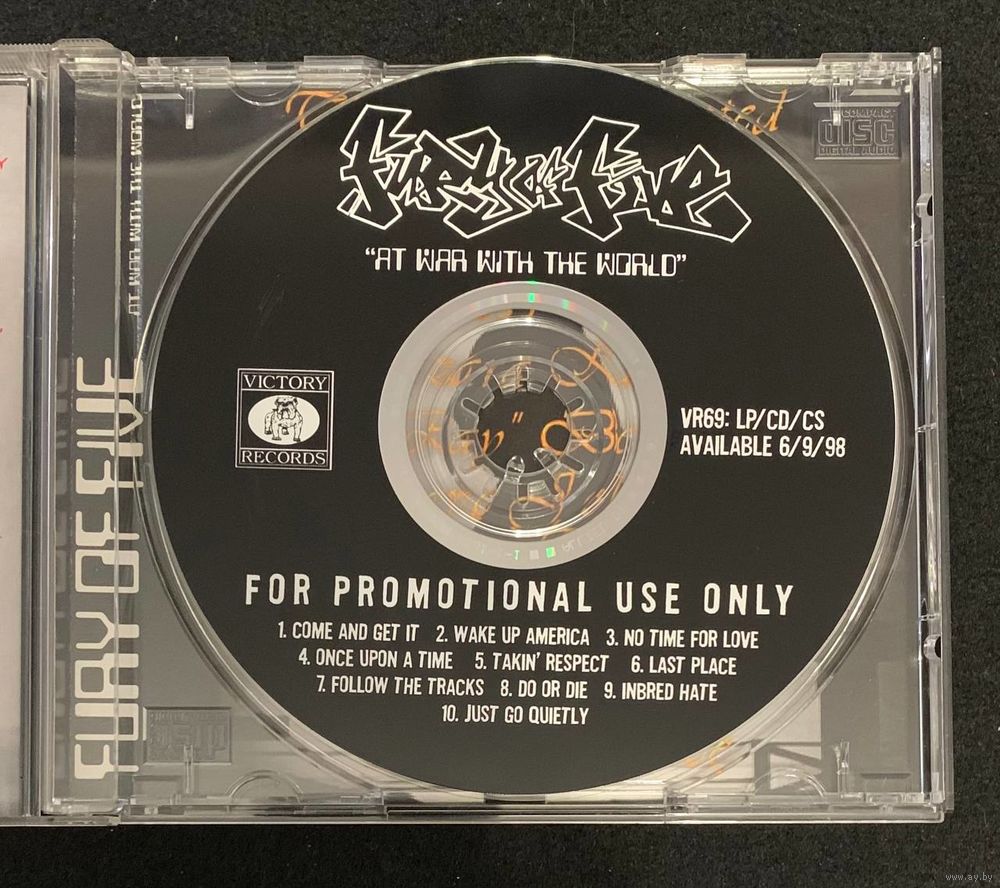 FURY OF FIVE
"AT WAR WITH THE WORLD"
VICTORY
RECORDS
VR69: LP/CD/CS
AVAILABLE 6/9/98
FOR PROMOTIONAL USE ONLY
1. COME AND GET IT 2. WAKE UP AMERICA 3. NO TIME FOR LOVE
4. ONCE UPON A TIME 5. TAKIN' RESPECT 6. LAST PLACE
7. FOLLOW THE TRACKS 8. DO OR DIE 9. INBRED HATE
10. JUST GO QUIETLY
FURY OF FIVE
AT WAR WITH THE WORLD
COMPACT
DISC
DIGITAL AUDIO
www.ay.by